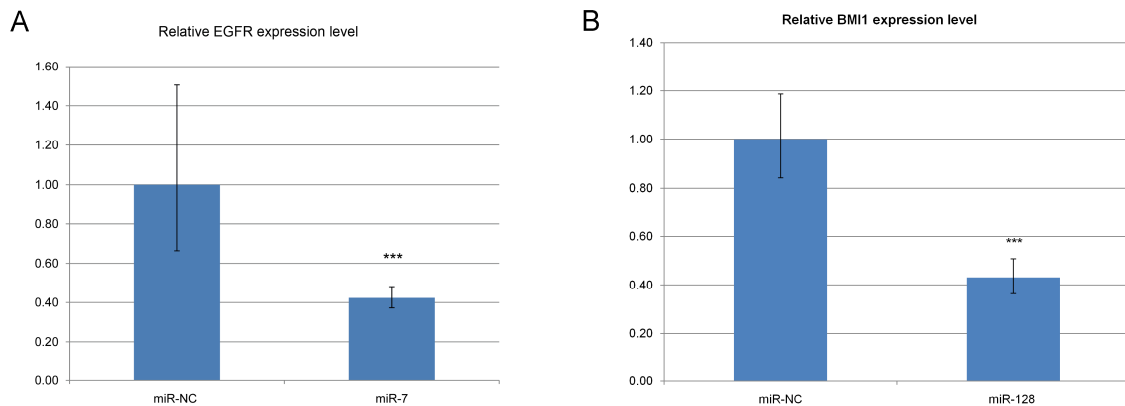 A
Relative EGFR expression level
1.60
1.40
1.20
1.00
0.80
0.60
0.40
0.20
0.00
***
miR-NC
miR-7
B
Relative BMI1 expression level
1.40
1.20
1.00
0.80
0.60
0.40
0.20
0.00
***
miR-NC
miR-128